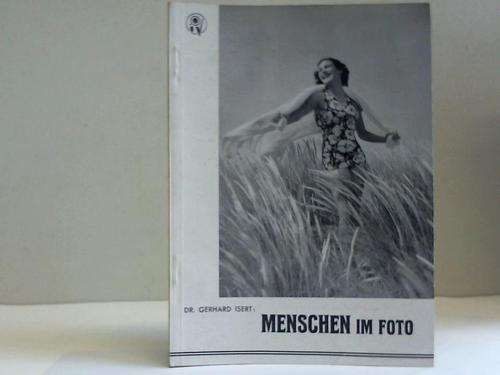 DR. GERHARD ISERT:
MENSCHEN IM FOTO